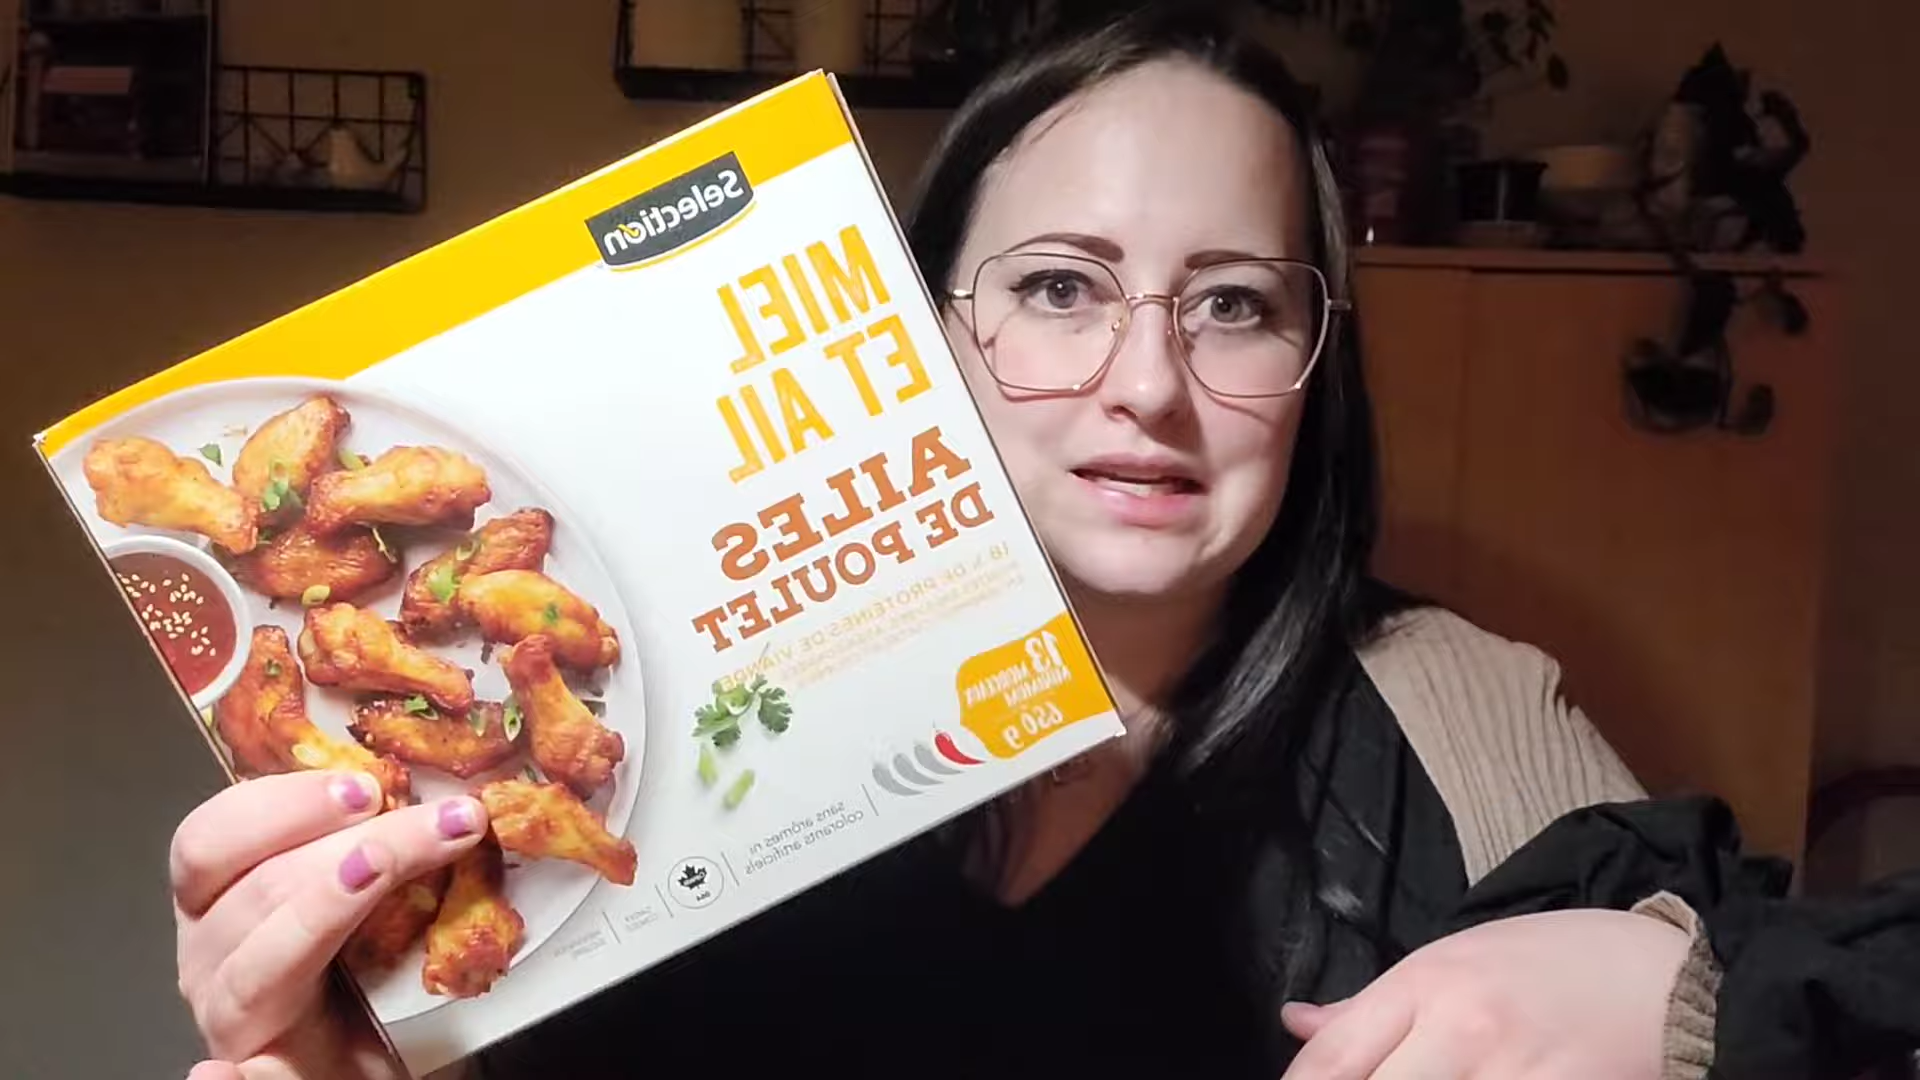 Selection
MIEL
ET AIL
AILES
DE POULET
18 % DE PROTÉINES DE VIANDE
13 MORCEAUX
MINIMUM
650 g
sans arômes ni
colorants artificiels